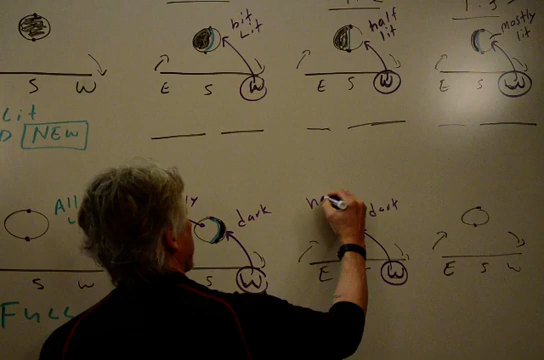 bit
Lit
half
lit
mostly
lit
S W
E S W
E S W
E S W
Lit
NEW
All
dark
dark
S W
W
E W
E S W
FULL